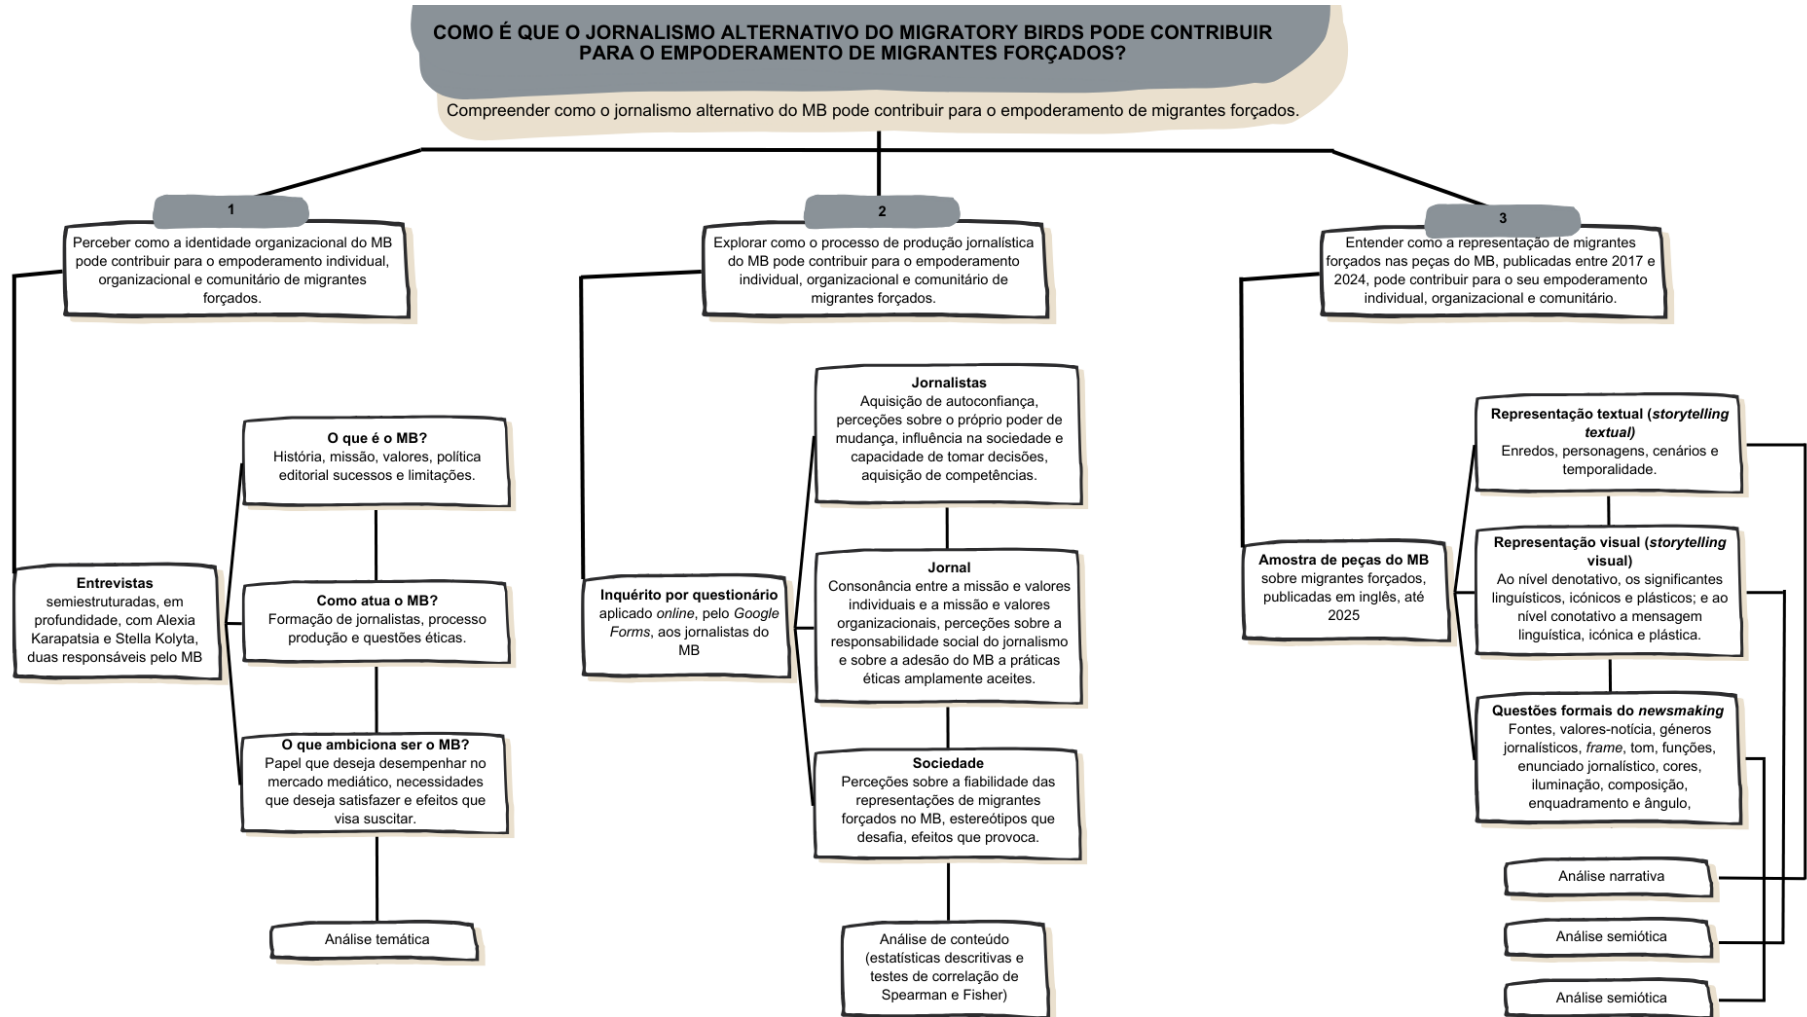 COMO É QUE O JORNALISMO ALTERNATIVO DO MIGRATORY BIRDS PODE CONTRIBUIR
PARA O EMPODERAMENTO DE MIGRANTES FORÇADOS?
Compreender como o jornalismo alternativo do MB pode contribuir para o empoderamento de migrantes forçados.
1
Perceber como a identidade organizacional do MB
pode contribuir para o empoderamento individual,
organizacional e comunitário de migrantes
forçados.
Entrevistas
semiestruturadas, em
profundidade, com Alexia
Karapatsia e Stella Kolyta,
duas responsáveis pelo MB
O que é o MB?
História, missão, valores, política
editorial sucessos e limitações.
Como atua o MB?
Formação de jornalistas, processo
produção e questões éticas.
O que ambiciona ser o MB?
Papel que deseja desempenhar no
mercado mediático, necessidades
que deseja satisfazer e efeitos que
visa suscitar.
Análise temática
2
Explorar como o processo de produção jornalística
do MB pode contribuir para o empoderamento
individual, organizacional e comunitário de
migrantes forçados.
Inquérito por questionário
aplicado online, pelo Google
Forms, aos jornalistas do
MB
Jornalistas
Aquisição de autoconfiança,
perceções sobre o próprio poder de
mudança, influência na sociedade e
capacidade de tomar decisões,
aquisição de competências.
Jornal
Consonância entre a missão e valores
individuais e a missão e valores
organizacionais, perceções sobre a
responsabilidade social do jornalismo
e sobre a adesão do MB a práticas
éticas amplamente aceites.
Sociedade
Perceções sobre a fiabilidade das
representações de migrantes
forçados no MB, estereótipos que
desafia, efeitos que provoca.
Análise de conteúdo
(estatísticas descritivas e
testes de correlação de
Spearman e Fisher)
3
Entender como a representação de migrantes
forçados nas peças do MB, publicadas entre 2017 e
2024, pode contribuir para o seu empoderamento
individual, organizacional e comunitário.
Amostra de peças do MB
sobre migrantes forçados,
publicadas em inglês, até
2025
Representação textual (storytelling
textual)
Enredos, personagens, cenários e
temporalidade.
Representação visual (storytelling
visual)
Ao nível denotativo, os significantes
linguísticos, icónicos e plásticos; e ao
nível conotativo a mensagem
linguística, icónica e plástica.
Questões formais do newsmaking
Fontes, valores-notícia, géneros
jornalísticos, frame, tom, funções,
enunciado jornalístico, cores,
iluminação, composição,
enquadramento e ângulo,
Análise narrativa
Análise semiótica
Análise semiótica